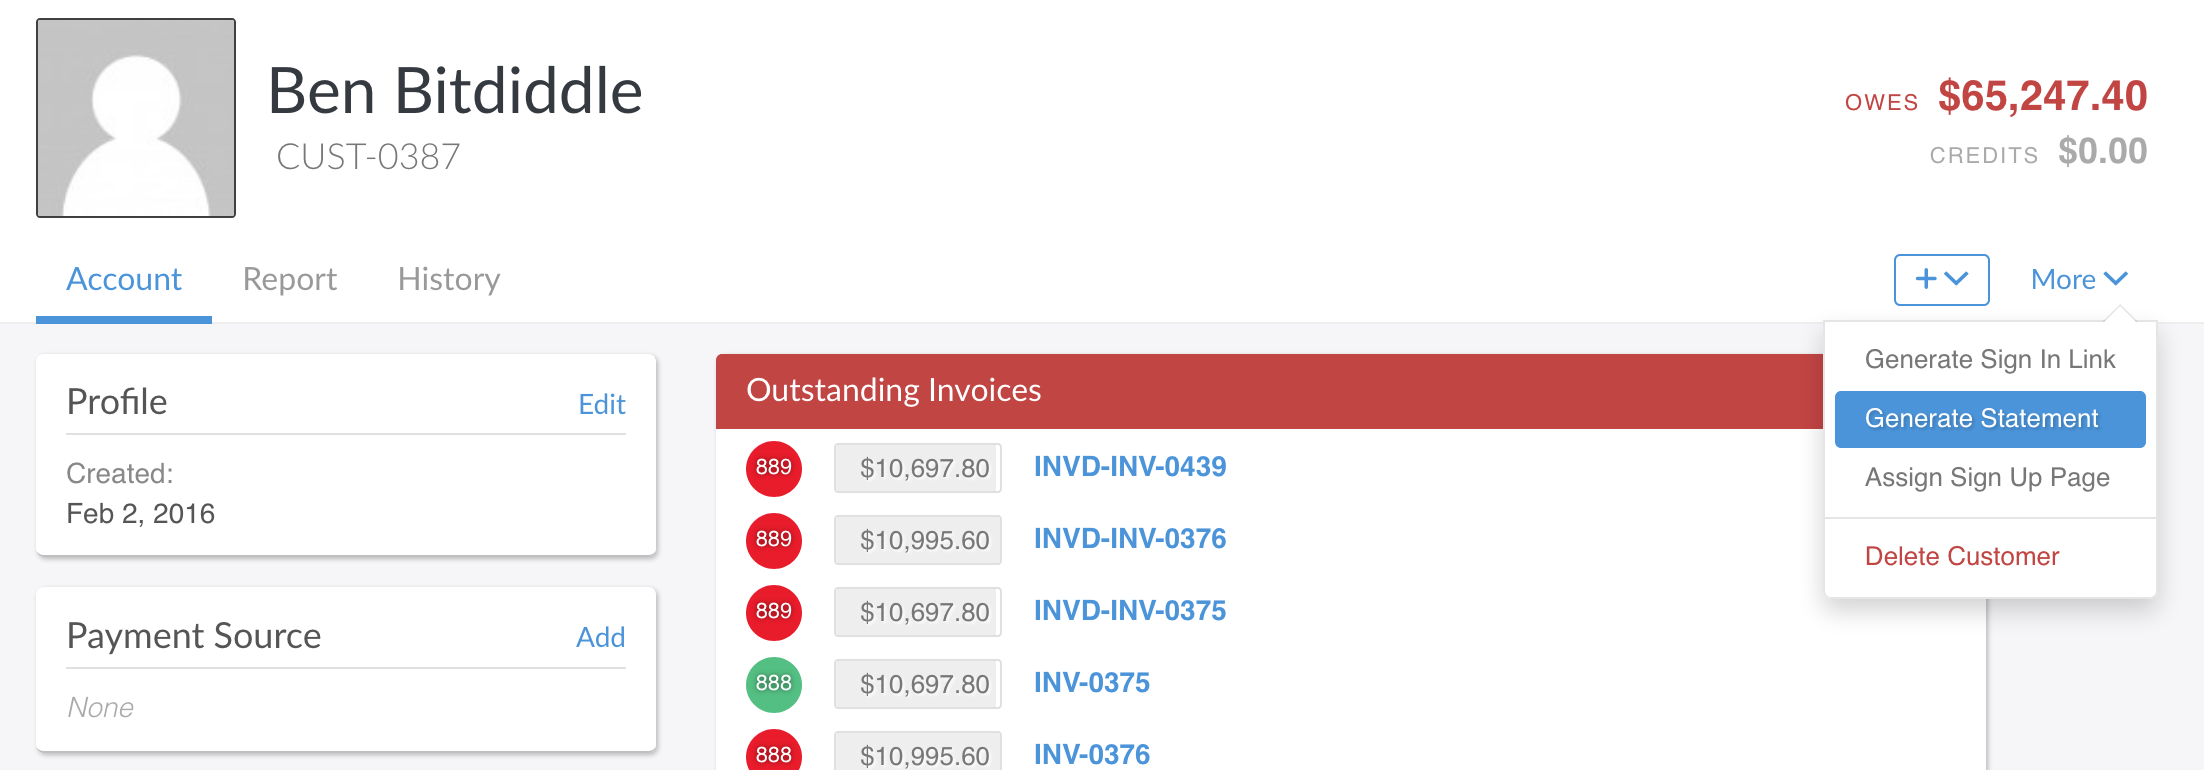 Ben Bitdiddle
CUST-0387
OWES $65,247.40
CREDITS $0.00
Account Report History
+ More
Generate Sign In Link
Generate Statement
Assign Sign Up Page
Delete Customer
Profile Edit
Created:
Feb 2, 2016
Payment Source Add
None
Outstanding Invoices
889 $10,697.80 INVD-INV-0439
889 $10,995.60 INVD-INV-0376
889 $10,697.80 INVD-INV-0375
888 $10,697.80 INV-0375
888 $10,995.60 INV-0376